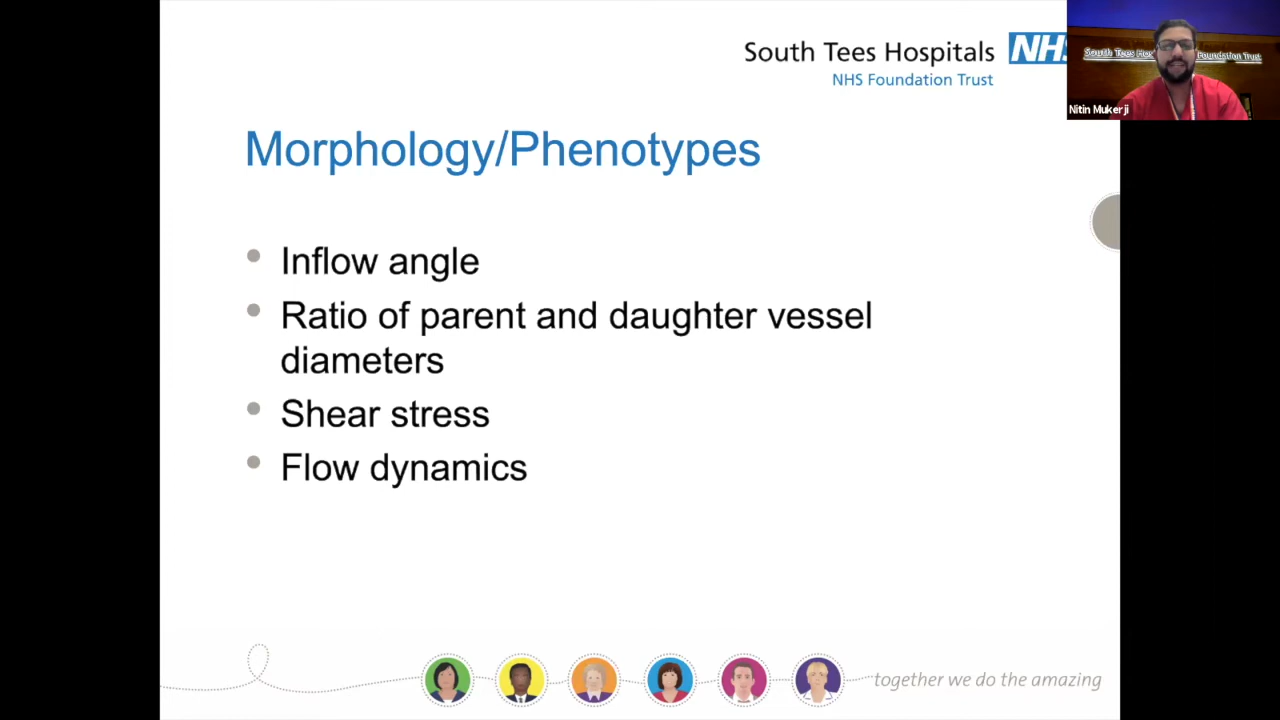 South Tees Hospitals NHS
NHS Foundation Trust
South Tees Hos
Foundation Trust
Nitin Mukerji
Morphology/Phenotypes
Inflow angle
Ratio of parent and daughter vessel
diameters
Shear stress
Flow dynamics
together we do the amazing